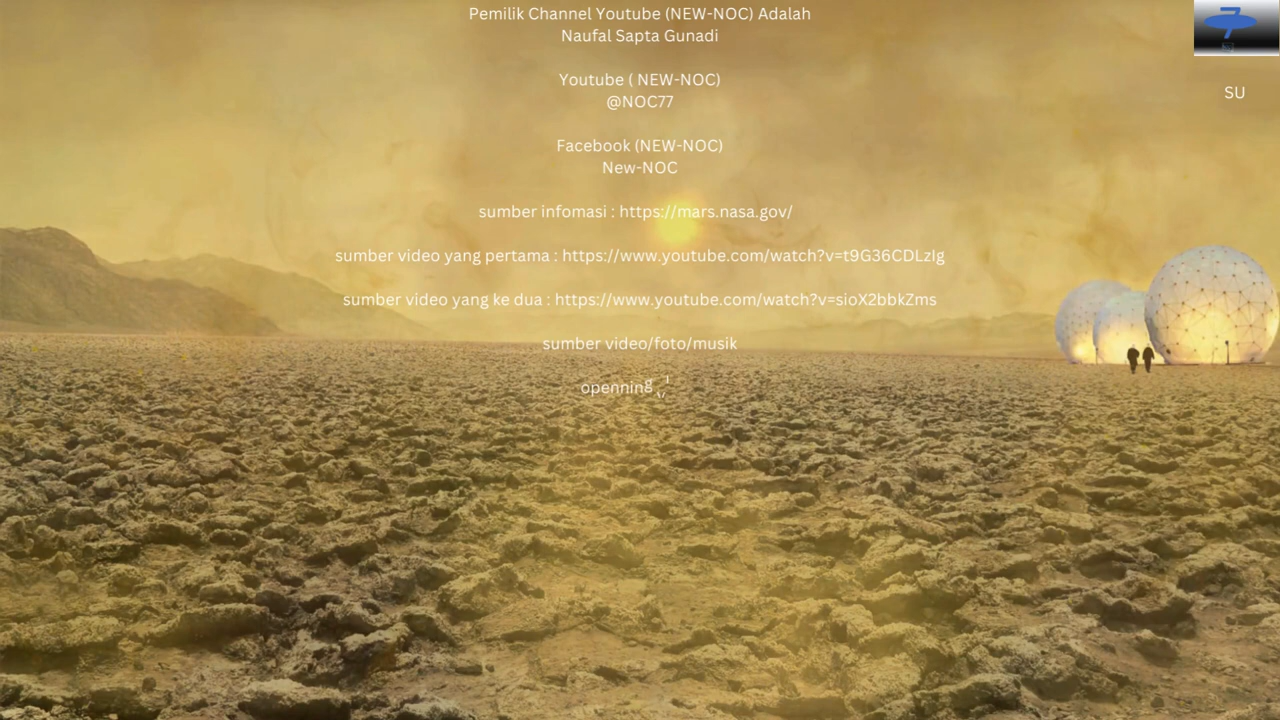 Pemilik Channel Youtube (NEW-NOC) Adalah
Naufal Sapta Gunadi
Youtube ( NEW-NOC)
@NOC77
Facebook (NEW-NOC)
New-NOC
SU
sumber infomasi : https://mars.nasa.gov/
sumber video yang pertama : https://www.youtube.com/watch?v=t9G36CDLzIg
sumber video yang ke dua : https://www.youtube.com/watch?v=sioX2bbkZms
sumber video/foto/musik
openning